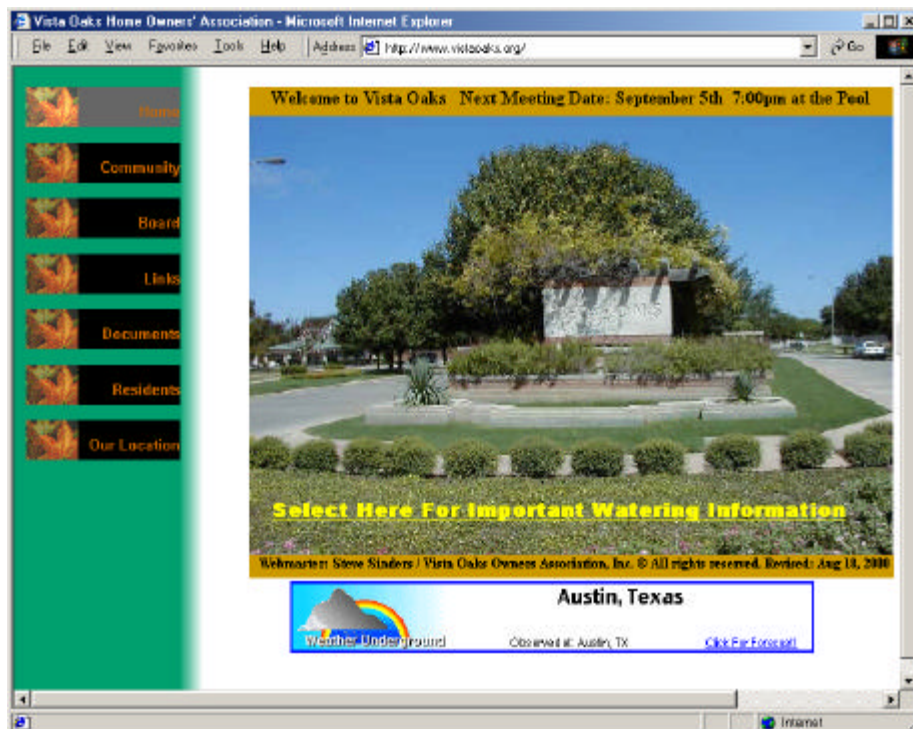 Vista Oaks Home Owners' Association - Microsoft Internet Explorer
File Edit View Favorites Tools Help Address http://www.vistaoaks.org/ Go
Home
Community
Board
Links
Documents
Residents
Our Location
Welcome to Vista Oaks Next Meeting Date: September 5th 7:00pm at the Pool
Select Here For Important Watering Information
Webmaster: Steve Sinders / Vista Oaks Owners Association, Inc. © All rights reserved. Revised: Aug 18, 2000
Austin, Texas
Weather Underground
Observed at: Austin, TX
Click For Forecast!
Internet